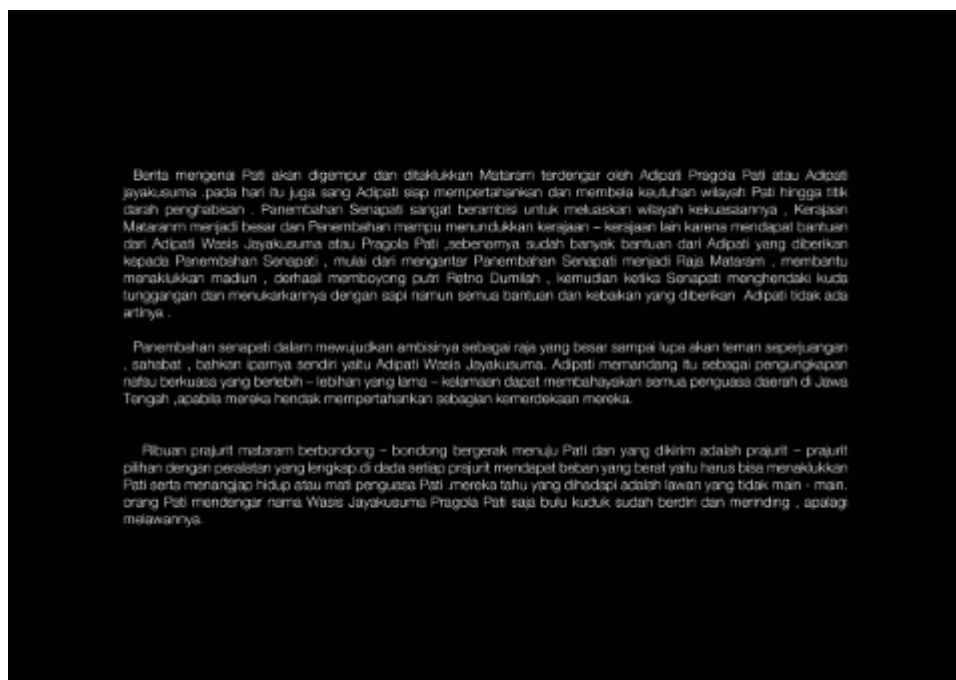 Berita mengenai Pati akan digempur dan ditaklukkan Mataram terdengar oleh Adipati Pragola Pati atau Adipati
jayakusuma .pada hari itu juga sang Adipati siap mempertahankan dan membela keutuhan wilayah Pati hingga titik
darah penghabisan . Panembahan Senapati sangat berambisi untuk meluaskan wilayah kekuasaannya , Kerajaan
Mataranm menjadi besar dan Panembahan mampu menundukkan kerajaan – kerajaan lain karena mendapat bantuan
dari Adipati Wasis Jayakusuma atau Pragola Pati ,sebenarnya sudah banyak bantuan dari Adipati yang diberikan
kepada Panembahan Senopati , mulai dari mengantar Panembahan Senapati menjadi Raja Mataram , membantu
menaklukkan madiun , derhasil memboyong putri Retno Dumilah , kemudian ketika Senapati menghendaki kuda
tunggangan dan menukarkannya dengan sapi namun semua bantuan dan kebaikan yang diberikan Adipati tidak ada
artinya .
Panembahan senapati dalam mewujudkan ambisinya sebagai raja yang besar sampai lupa akan teman seperjuangan
, sahabat , bahkan iparnya sendiri yaitu Adipati Wasis Jayakusuma. Adipati memandang itu sebagai pengungkapan
nafsu berkuasa yang berlebih – lebihan yang lama – kelamaan dapat membahayakan semua penguasa daerah di Jawa
Tengah ,apabila mereka hendak mempertahankan sebagian kemerdekaan mereka.
Ribuan prajurit mataram berbondong – bondong bergerak menuju Pati dan yang dikirim adalah prajurit – prajurit
pilihan dengan peralatan yang lengkap.di dada setiap prajurit mendapat beban yang berat yaitu harus bisa menaklukkan
Pati serta menangjap hidup atau mati penguasa Pati .mereka tahu yang dihadapi adalah lawan yang tidak main - main.
orang Pati mendengar nama Wasis Jayakusuma Pragola Pati saja bulu kuduk sudah berdiri dan merinding , apalagi
melawannya.